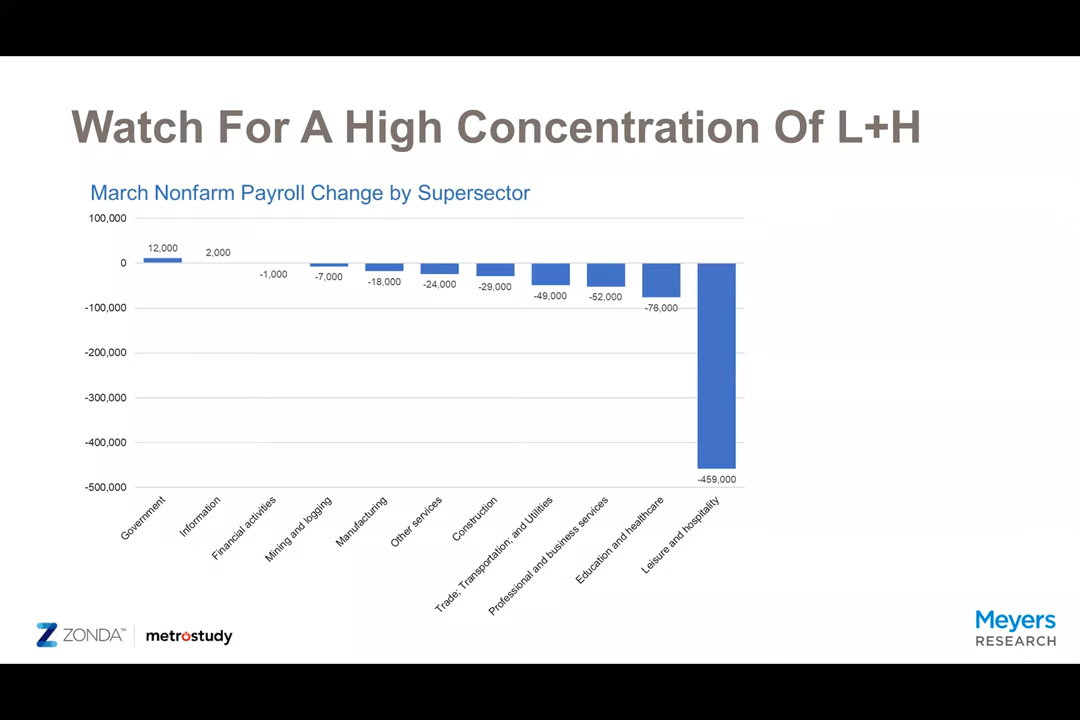 Watch For A High Concentration Of L+H
March Nonfarm Payroll Change by Supersector
100,000
0
-100,000
-200,000
-300,000
-400,000
-500,000
12,000
2,000
-1,000
-7,000
-18,000
-24,000
-29,000
-49,000
-52,000
-76,000
-459,000
Government
Information
Financial activities
Mining and logging
Manufacturing
Other services
Construction
Trade; Transportation; and Utilities
Professional and business services
Education and healthcare
Leisure and hospitality
ZONDA™
metrostudy
Meyers
RESEARCH